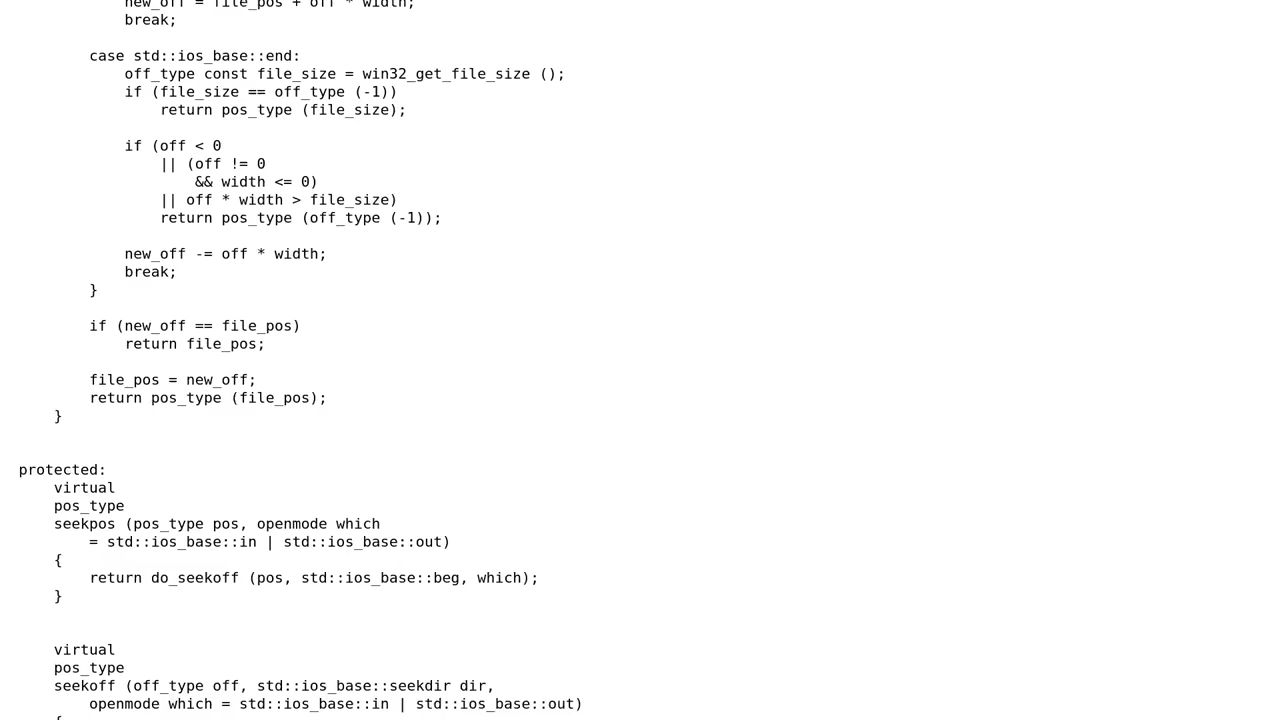 new_off = file_pos + off * width;
break;
case std::ios_base::end:
off_type const file_size = win32_get_file_size ();
if (file_size == off_type (-1))
return pos_type (file_size);
if (off < 0
|| (off != 0
&& width <= 0)
|| off * width > file_size)
return pos_type (off_type (-1));
new_off -= off * width;
break;
}
if (new_off == file_pos)
return file_pos;
file_pos = new_off;
return pos_type (file_pos);
}
protected:
virtual
pos_type
seekpos (pos_type pos, openmode which
= std::ios_base::in | std::ios_base::out)
{
return do_seekoff (pos, std::ios_base::beg, which);
}
virtual
pos_type
seekoff (off_type off, std::ios_base::seekdir dir,
openmode which = std::ios_base::in | std::ios_base::out)
{